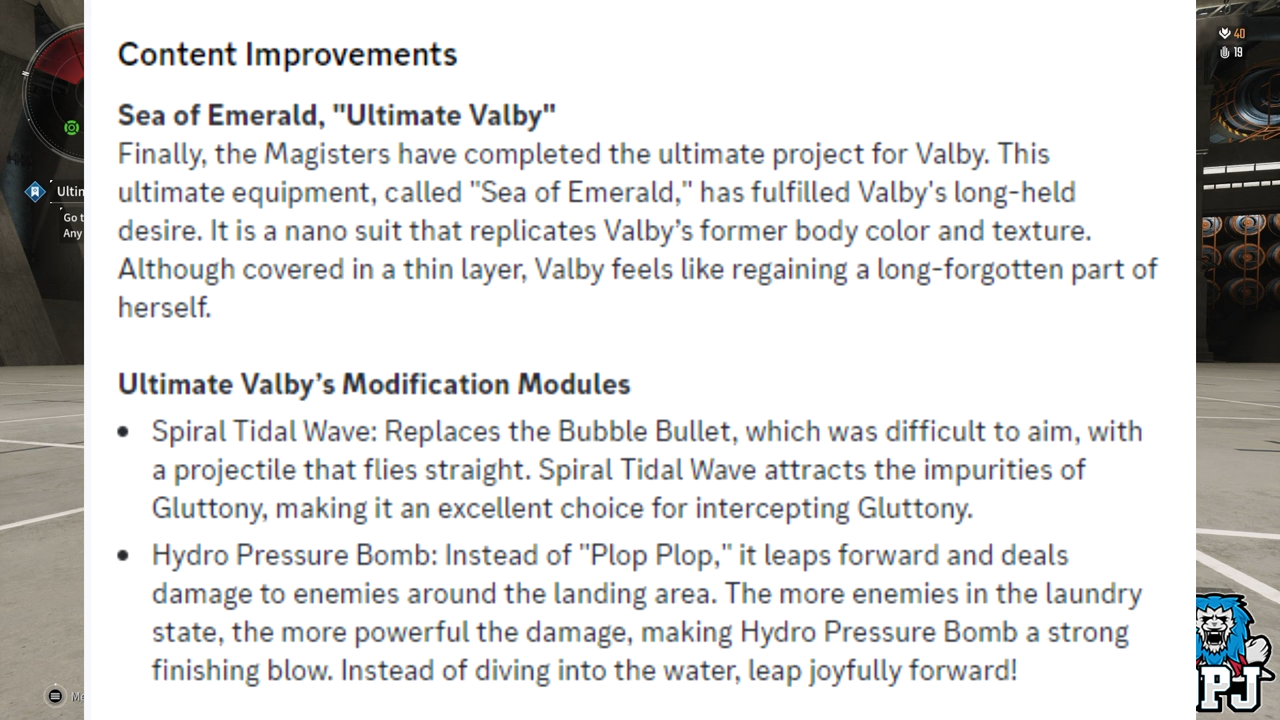 Content Improvements
Sea of Emerald, "Ultimate Valby"
Finally, the Magisters have completed the ultimate project for Valby. This
ultimate equipment, called "Sea of Emerald," has fulfilled Valby's long-held
desire. It is a nano suit that replicates Valby’s former body color and texture.
Although covered in a thin layer, Valby feels like regaining a long-forgotten part of
herself.
Ultimate Valby’s Modification Modules
• Spiral Tidal Wave: Replaces the Bubble Bullet, which was difficult to aim, with
a projectile that flies straight. Spiral Tidal Wave attracts the impurities of
Gluttony, making it an excellent choice for intercepting Gluttony.
• Hydro Pressure Bomb: Instead of "Plop Plop," it leaps forward and deals
damage to enemies around the landing area. The more enemies in the laundry
state, the more powerful the damage, making Hydro Pressure Bomb a strong
finishing blow. Instead of diving into the water, leap joyfully forward!
Ultin
Go t
Any
Me
40
19
PJ